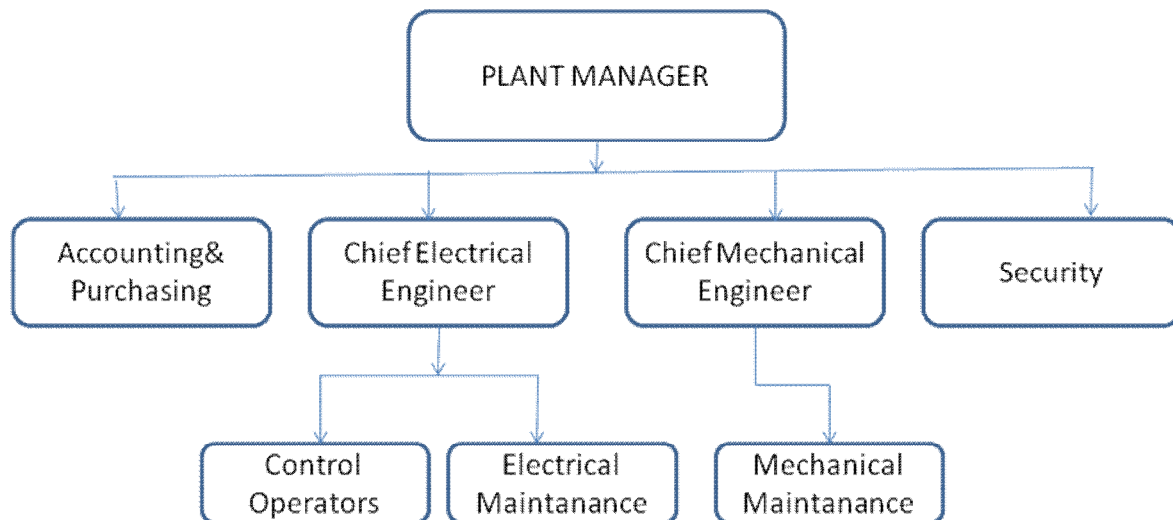 PLANT MANAGER
Accounting&
Purchasing
Chief Electrical
Engineer
Chief Mechanical
Engineer
Security
Control
Operators
Electrical
Maintanance
Mechanical
Maintanance